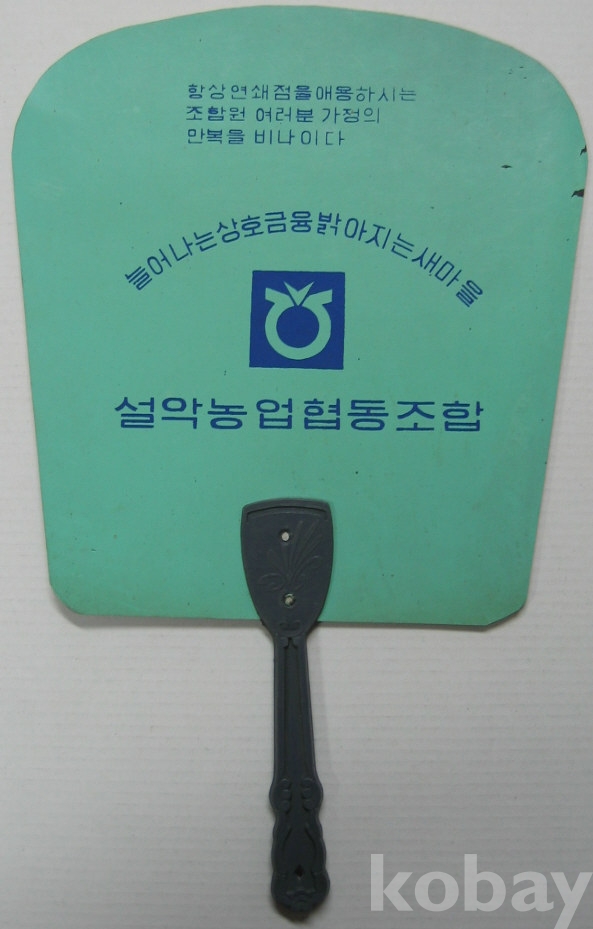 항상 연쇄점을 애용하시는
조합원 여러분 가정의
만복을 비나이다
늘어나는 상호금융 밝아지는 새마을
설악농업협동조합
kobay